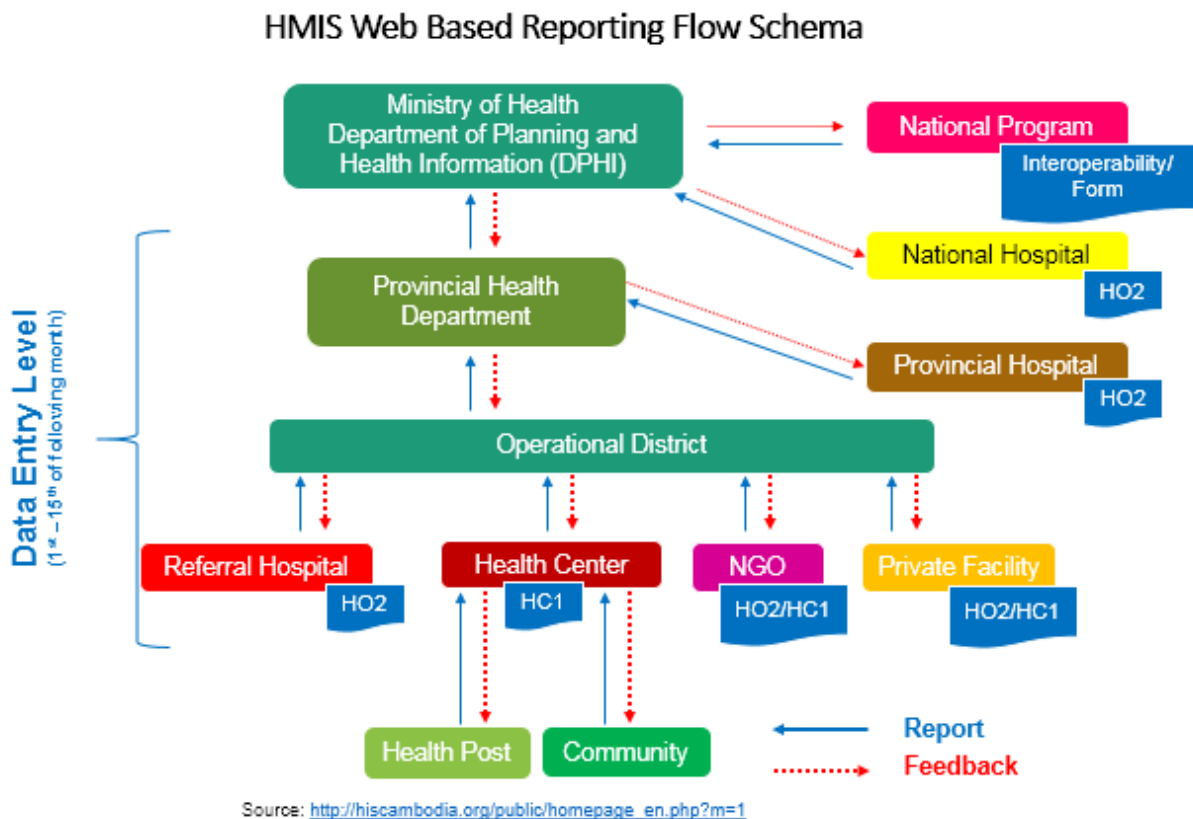 HMIS Web Based Reporting Flow Schema
Ministry of Health
Department of Planning and
Health Information (DPHI)
National Program
Interoperability/
Form
National Hospital
HO2
Provincial Health
Department
Provincial Hospital
HO2
Data Entry Level
(1st – 15th of following month)
Operational District
Referral Hospital
HO2
Health Center
HC1
NGO
HO2/HC1
Private Facility
HO2/HC1
Health Post
Community
Report
Feedback
Source: http://hiscambodia.org/public/homepage_en.php?m=1